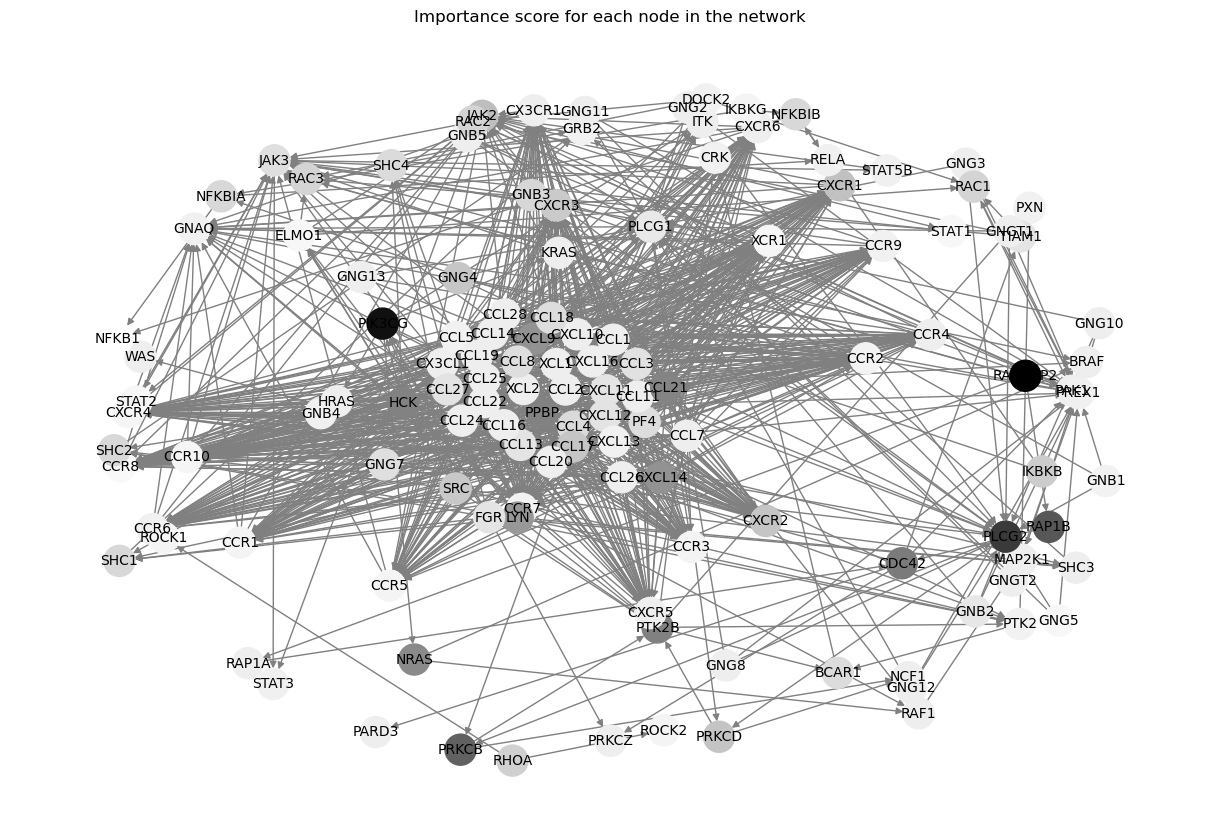 Importance score for each node in the network
DOCK2
GNG2
IKBKG
JAK2
CX3CR1
GNG11
NFKBIB
RAC2
ITK
CXCR6
GRB2
GNB5
CRK
RELA
JAK3
SHC4
GNG3
STAT5B
RAC3
CXCR1
RAC1
NFKBIA
GNB3
CXCR3
PXN
GNAQ
ELMO1
PLCG1
STAT1
GNGT1
TIAM1
XCR1
CCR9
KRAS
GNG13
GNG4
CCL28
CCL18
PIK3CG
GNG10
NFKB1
CCL5
CCL14
CXCL9
CXCL10
CCL1
CCR4
WAS
CCL19
CX3CL1
CCL8
XCL1
CXCL16
CCL3
CCR2
BRAF
CCL25
CCL27
XCL2
CCL2
CXCL11
CCL21
CCL11
PAK1
PREX1
STAT2
HRAS
HCK
CCL22
CXCR4
GNB4
PPBP
CXCL12
CCL24
CCL16
CCL4
PF4
SHC2
CCL13
CCL17
CXCL13
CCL7
CCR8
CCR10
GNG7
CCL20
CCL26
CXCL14
IKBKB
GNB1
SRC
CCR7
FGR
LYN
CXCR2
CCR6
ROCK1
CCR1
RAP1B
PLCG2
CCR3
SHC1
CDC42
MAP2K1
SHC3
CCR5
GNGT2
CXCR5
PTK2B
GNB2
PTK2
GNG5
RAP1A
NRAS
GNG8
BCAR1
STAT3
NCF1
GNG12
RAF1
PARD3
PRKCB
RHOA
PRKCZ
ROCK2
PRKCD